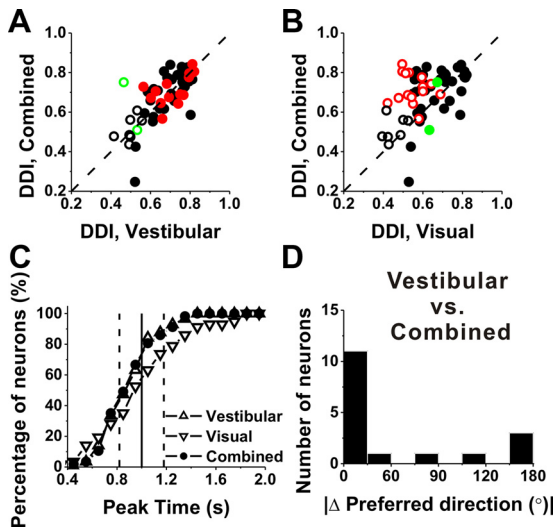 A
B
DDI, Combined
1.0
0.8
0.6
0.4
0.2
0.2 0.4 0.6 0.8 1.0
DDI, Vestibular
DDI, Combined
1.0
0.8
0.6
0.4
0.2
0.2 0.4 0.6 0.8 1.0
DDI, Visual
C
D
Percentage of neurons (%)
100
80
60
40
20
0
0.4 0.8 1.2 1.6 2.0
Peak Time (s)
Vestibular
Visual
Combined
Vestibular
vs.
Combined
Number of neurons
15
10
5
0
0 60 90 120 180
|Δ Preferred direction (°)|